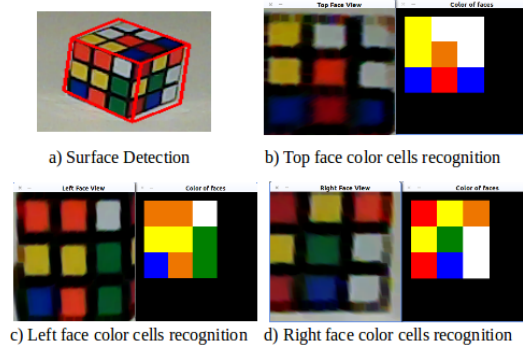 Top Face View
Color of faces
a) Surface Detection
b) Top face color cells recognition
Left Face View
Color of faces
Right Face View
Color of faces
c) Left face color cells recognition
d) Right face color cells recognition